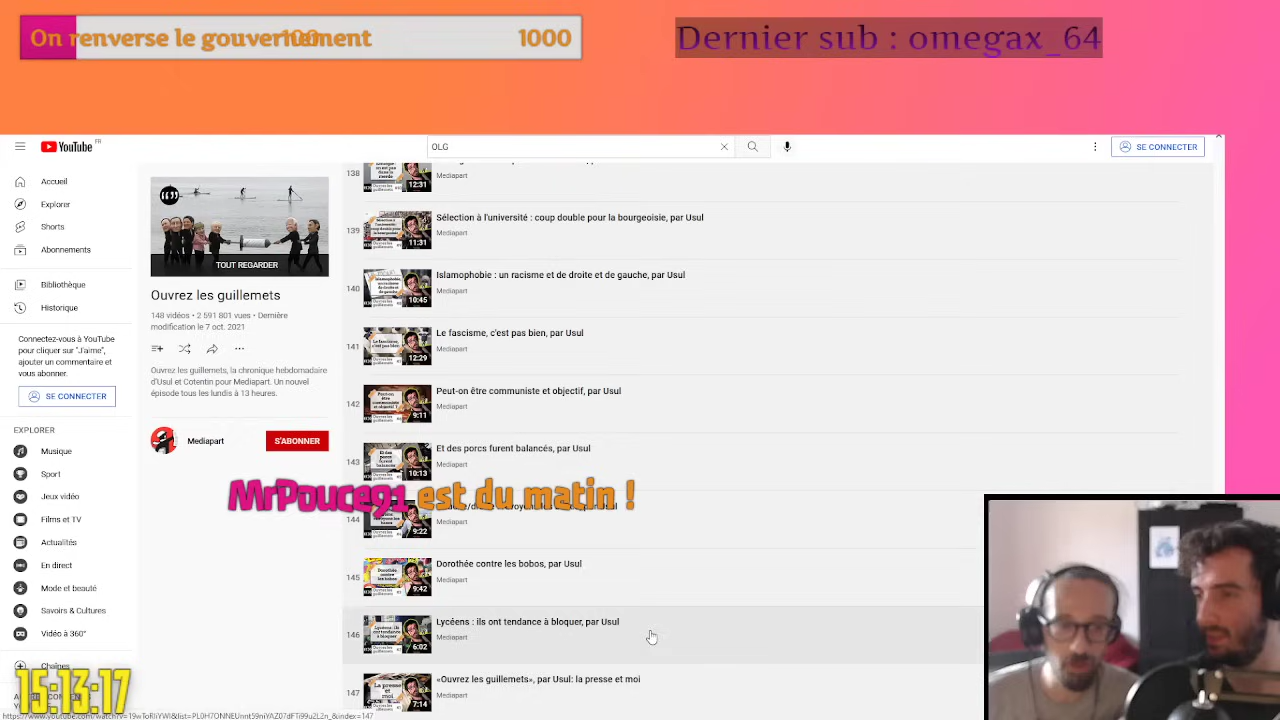 On renverse le gouvernement
100
1000
Dernier sub : omegax_64
YouTube
FR
OLG
SE CONNECTER
Accueil
Explorer
Shorts
Abonnements
Bibliothèque
Historique
Connectez-vous à YouTube
pour cliquer sur "J'aime",
ajouter un commentaire et
vous abonner.
SE CONNECTER
EXPLORER
Musique
Sport
Jeux vidéo
Films et TV
Actualités
En direct
Mode et beauté
Savoirs & Cultures
Vidéo à 360°
Chaînes
15:13:17
TOUT REGARDER
Ouvrez les guillemets
148 vidéos • 2 591 801 vues • Dernière
modification le 7 oct. 2021
Ouvrez les guillemets, la chronique hebdomadaire
d'Usul et Cotentin pour Mediapart. Un nouvel
épisode tous les lundis à 13 heures.
Mediapart
S'ABONNER
138
12:31
Mediapart
139
11:31
Sélection à l'université : coup double pour la bourgeoisie, par Usul
Mediapart
140
10:45
Islamophobie : un racisme et de droite et de gauche, par Usul
Mediapart
141
12:29
Le fascisme, c'est pas bien, par Usul
Mediapart
142
9:11
Peut-on être communiste et objectif, par Usul
Mediapart
143
10:13
Et des porcs furent balancés, par Usul
Mediapart
MrPouce91 est du matin !
144
9:22
Mediapart
145
9:42
Dorothée contre les bobos, par Usul
Mediapart
146
6:02
Lycéens : ils ont tendance à bloquer, par Usul
Mediapart
147
La presse et moi
7:14
«Ouvrez les guillemets», par Usul: la presse et moi
Mediapart